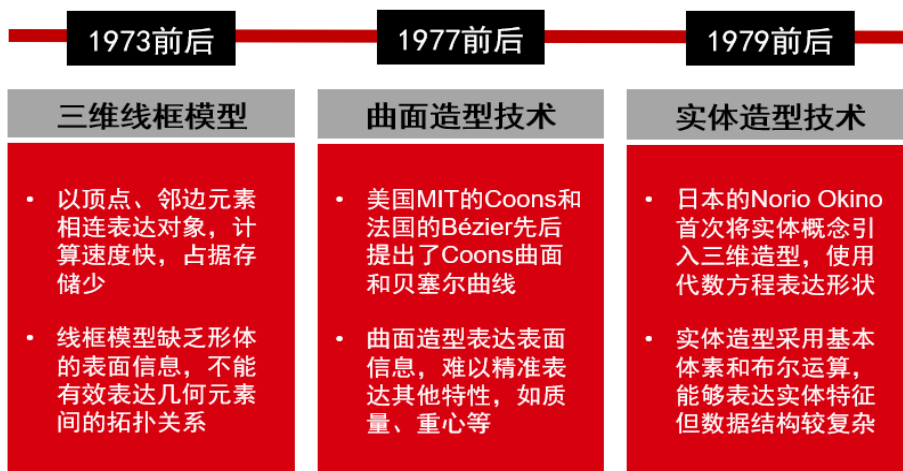 1973前后
三维线框模型
• 以顶点、邻边元素
相连表达对象，计
算速度快，占据存
储少
• 线框模型缺乏形体
的表面信息，不能
有效表达几何元素
间的拓扑关系
1977前后
曲面造型技术
• 美国MIT的Coons和
法国的Bézier先后
提出了Coons曲面
和贝塞尔曲线
• 曲面造型表达表面
信息，难以精准表
达其他特性，如质
量、重心等
1979前后
实体造型技术
• 日本的Norio Okino
首次将实体概念引
入三维造型，使用
代数方程表达形状
• 实体造型采用基本
体素和布尔运算，
能够表达实体特征
但数据结构较复杂